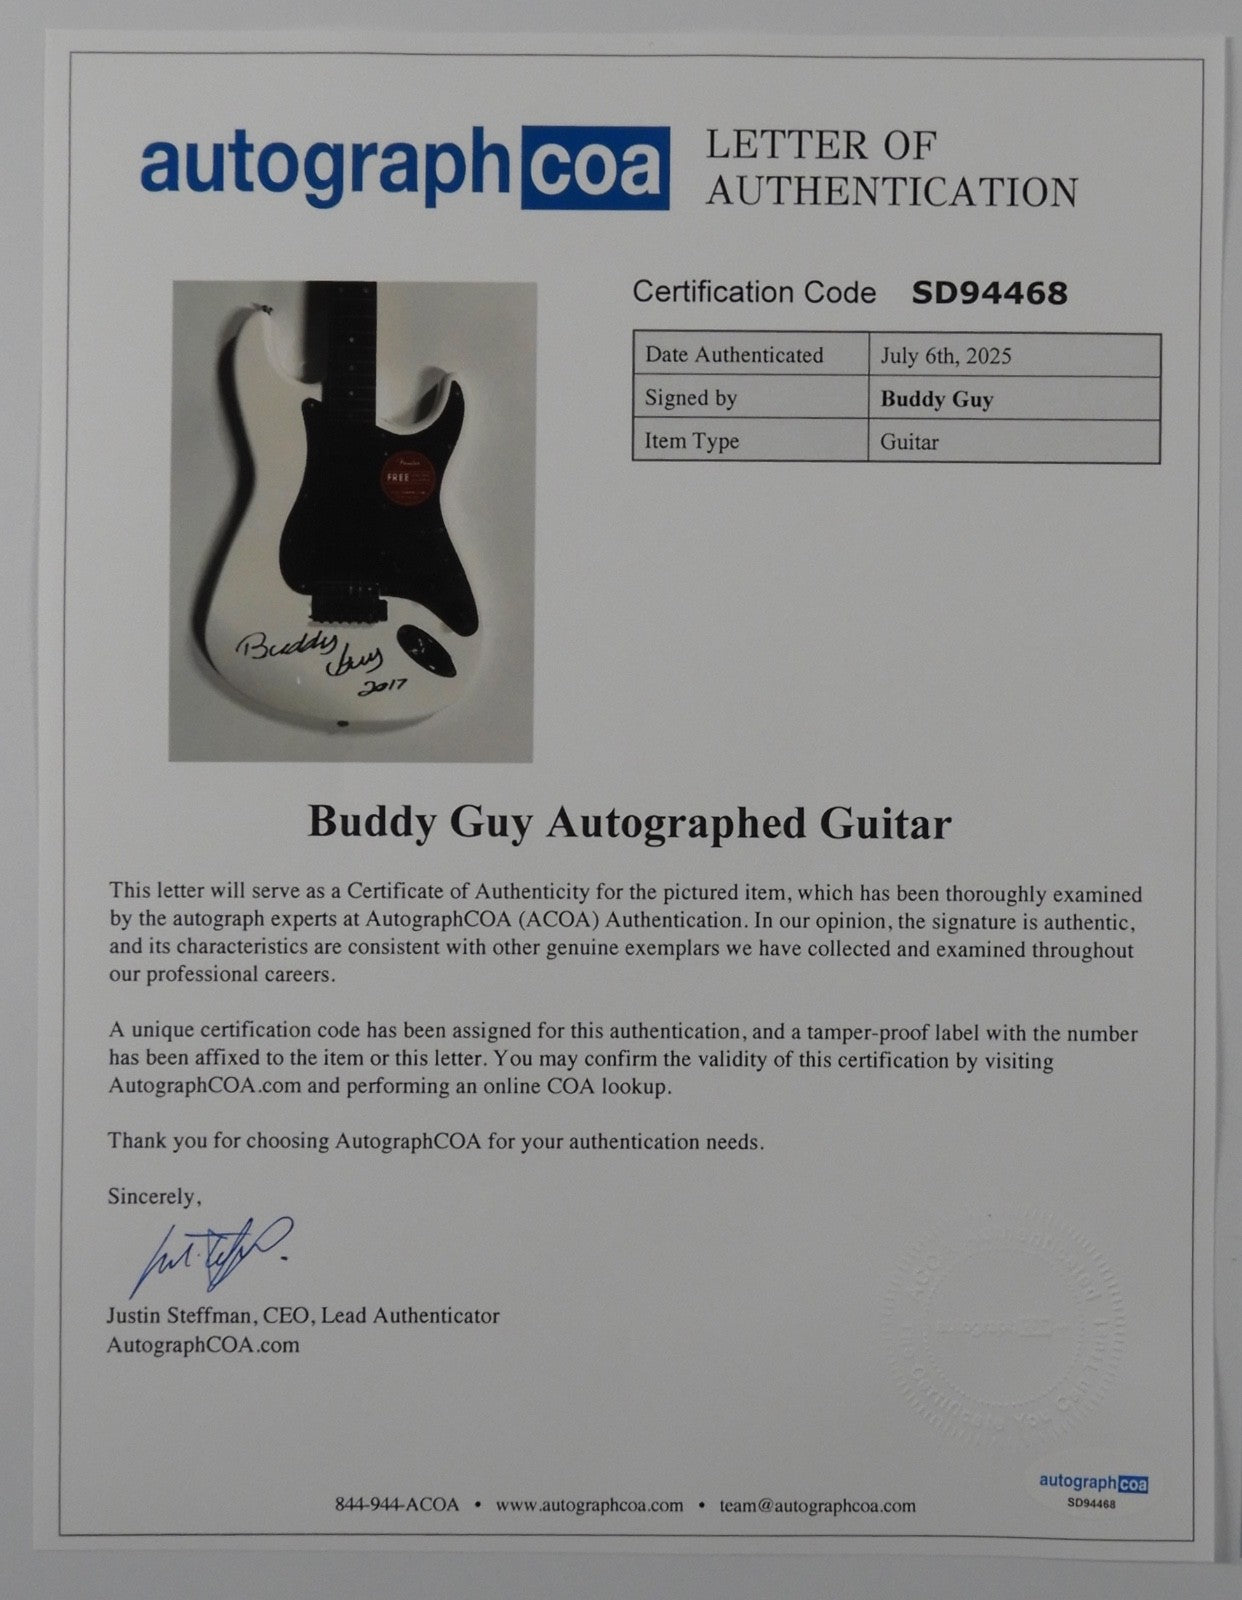 autographcoa
LETTER OF
AUTHENTICATION
Certification Code SD94468
Date Authenticated July 6th, 2025
Signed by Buddy Guy
Item Type Guitar
FREE
Buddy
Guy
2017
Buddy Guy Autographed Guitar
This letter will serve as a Certificate of Authenticity for the pictured item, which has been thoroughly examined
by the autograph experts at AutographCOA (ACOA) Authentication. In our opinion, the signature is authentic,
and its characteristics are consistent with other genuine exemplars we have collected and examined throughout
our professional careers.
A unique certification code has been assigned for this authentication, and a tamper-proof label with the number
has been affixed to the item or this letter. You may confirm the validity of this certification by visiting
AutographCOA.com and performing an online COA lookup.
Thank you for choosing AutographCOA for your authentication needs.
Sincerely,
Justin Steffman, CEO, Lead Authenticator
AutographCOA.com
autographcoa
SD94468
844-944-ACOA • www.autographcoa.com • team@autographcoa.com